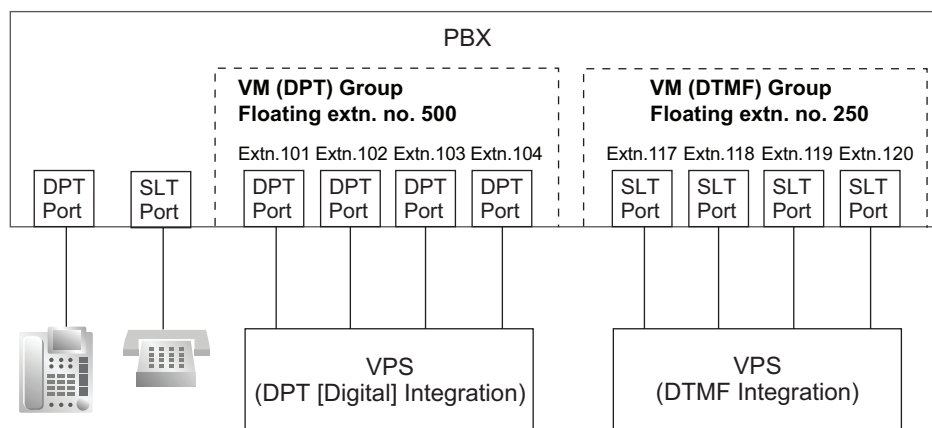 PBX
VM (DPT) Group
Floating extn. no. 500
VM (DTMF) Group
Floating extn. no. 250
Extn.101 Extn.102 Extn.103 Extn.104
Extn.117 Extn.118 Extn.119 Extn.120
DPT
Port
SLT
Port
DPT
Port
DPT
Port
DPT
Port
DPT
Port
SLT
Port
SLT
Port
SLT
Port
SLT
Port
VPS
(DPT [Digital] Integration)
VPS
(DTMF Integration)